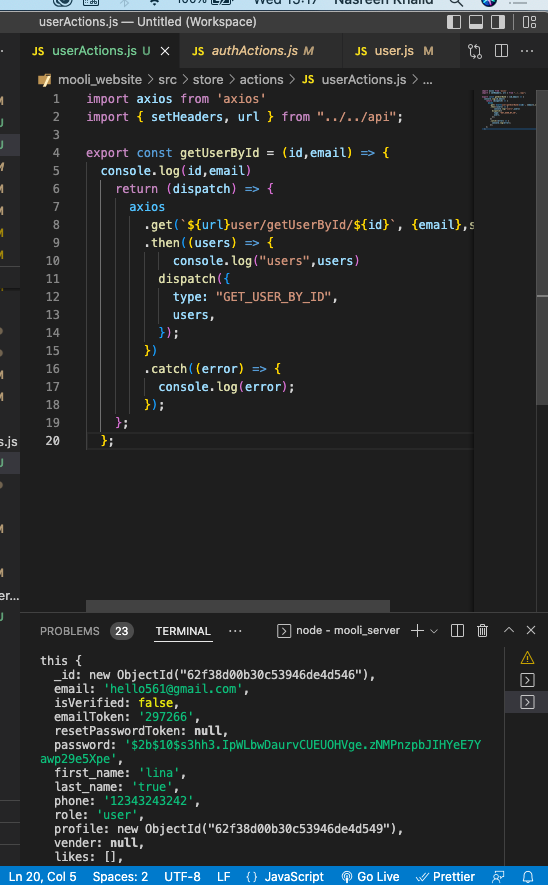 100%
Wed 15:17 Nasreen Khalid
userActions.js — Untitled (Workspace)
JS userActions.js U
JS authActions.js M
JS user.js M
mooli_website > src > store > actions > JS userActions.js > ...
1 import axios from 'axios'
2 import { setHeaders, url } from "../../api";
3
4 export const getUserById = (id,email) => {
5 console.log(id,email)
6 return (dispatch) => {
7 axios
8 .get(`${url}user/getUserById/${id}`, {email},s
9 .then((users) => {
10 console.log("users",users)
11 dispatch({
12 type: "GET_USER_BY_ID",
13 users,
14 });
15 })
16 .catch((error) => {
17 console.log(error);
18 });
19 };
20 };
s.js
er...
PROBLEMS 23 TERMINAL ... node - mooli_server
this {
_id: new ObjectId("62f38d00b30c53946de4d546"),
email: 'hello561@gmail.com',
isVerified: false,
emailToken: '297266',
resetPasswordToken: null,
password: '$2b$10$s3hh3.IpWLbwDaurvCUEUOHVge.zNMPnzpbJIHYeE7Y
awp29e5Xpe',
first_name: 'lina',
last_name: 'true',
phone: '12343243242',
role: 'user',
profile: new ObjectId("62f38d00b30c53946de4d549"),
vender: null,
likes: [],
Ln 20, Col 5 Spaces: 2 UTF-8 LF {} JavaScript Go Live Prettier